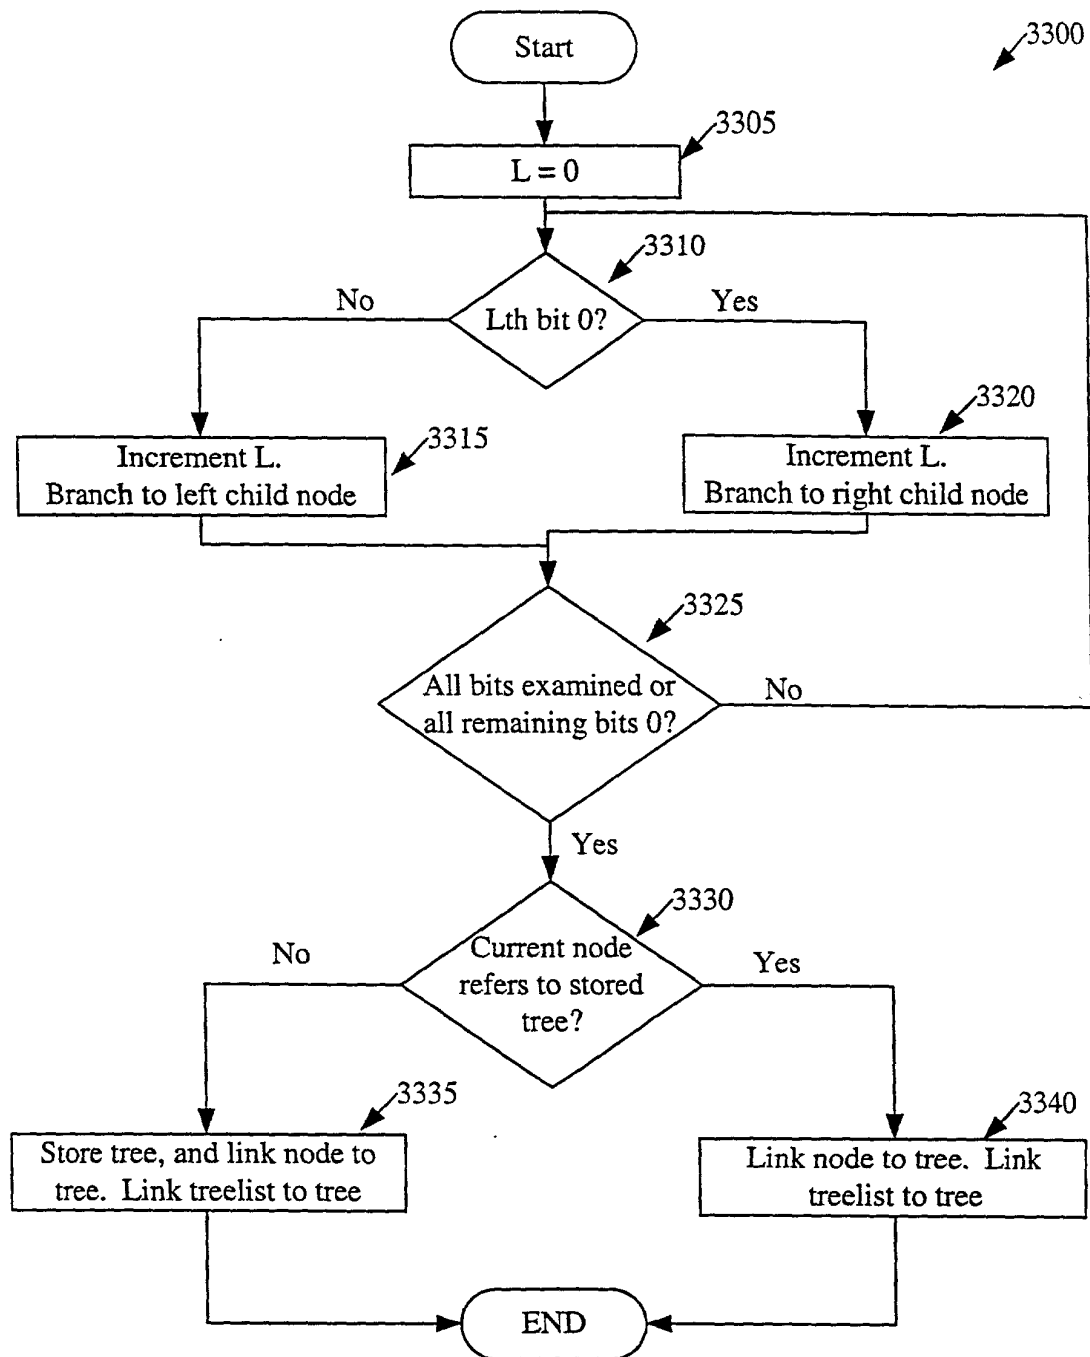 Start
3300
3305
L = 0
3310
No
Yes
Lth bit 0?
3320
3315
Increment L.
Branch to left child node
Increment L.
Branch to right child node
3325
All bits examined or
all remaining bits 0?
No
Yes
3330
No
Current node
refers to stored
tree?
Yes
3335
3340
Store tree, and link node to
tree. Link treelist to tree
Link node to tree. Link
treelist to tree
END